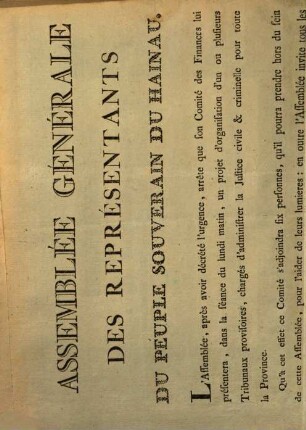 ASSEMBLÉE GÉNÉRALE
DES REPRÉSENTANTS
DU PEUPLE SOUVERAIN DU HAINAU.
L'Assemblée, après avoir décrété l'urgence, arrête que son Comité des Finances lui
présentera, dans la séance du lundi matin, un projet d'organisation d'un ou plusieurs
Tribunaux provisoires, chargés d'administrer la Justice civile & criminelle pour toute
la Province.
Qu'à cet effet ce Comité s'adjoindra six personnes, qu'il pourra prendre hors du sein
de cette Assemblée, pour l'aider de leurs lumieres: en outre l'Assemblée invite tous les